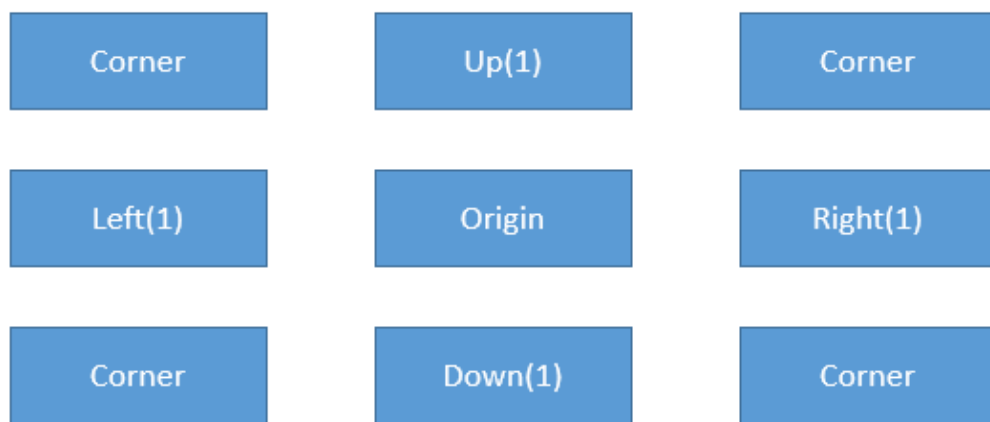 Corner Up(1) Corner
Left(1) Origin Right(1)
Corner Down(1) Corner